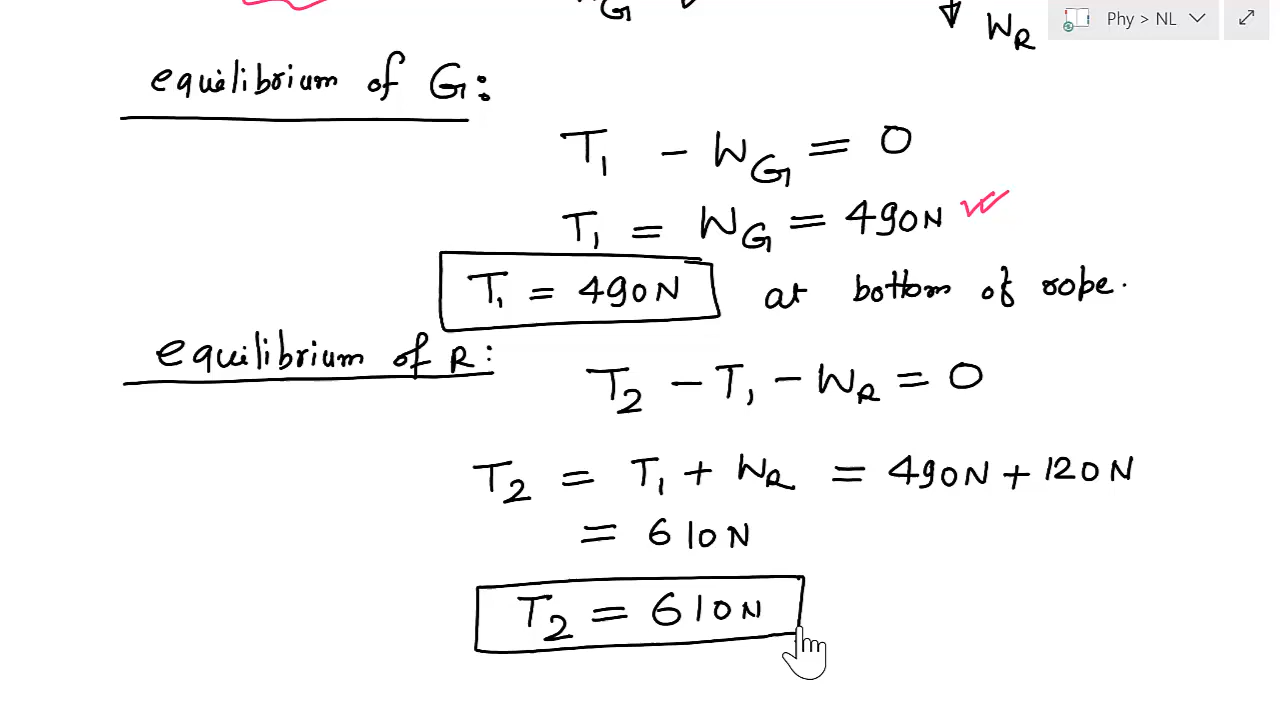 W_G
W_R
Phy > NL
equilibrium of G:
T₁ - W_G = 0
T₁ = W_G = 490N
T₁ = 490N at bottom of rope.
equilibrium of R:
T₂ - T₁ - W_R = 0
T₂ = T₁ + W_R = 490N + 120N
= 610N
T₂ = 610N